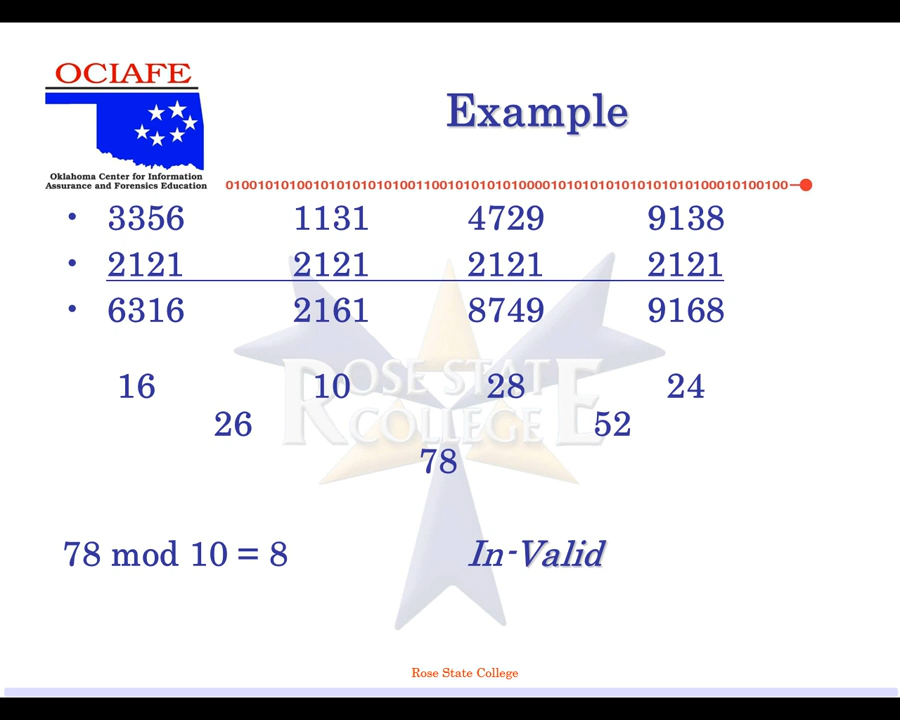 OCIAFE
Example
Oklahoma Center for Information
Assurance and Forensics Education
01001010100101010101010100110010101010101000010101010101010101010100010100100
• 3356 1131 4729 9138
• 2121 2121 2121 2121
• 6316 2161 8749 9168
ROSE STATE
COLLEGE
16 10 28 24
26 52
78
78 mod 10 = 8 In-Valid
Rose State College